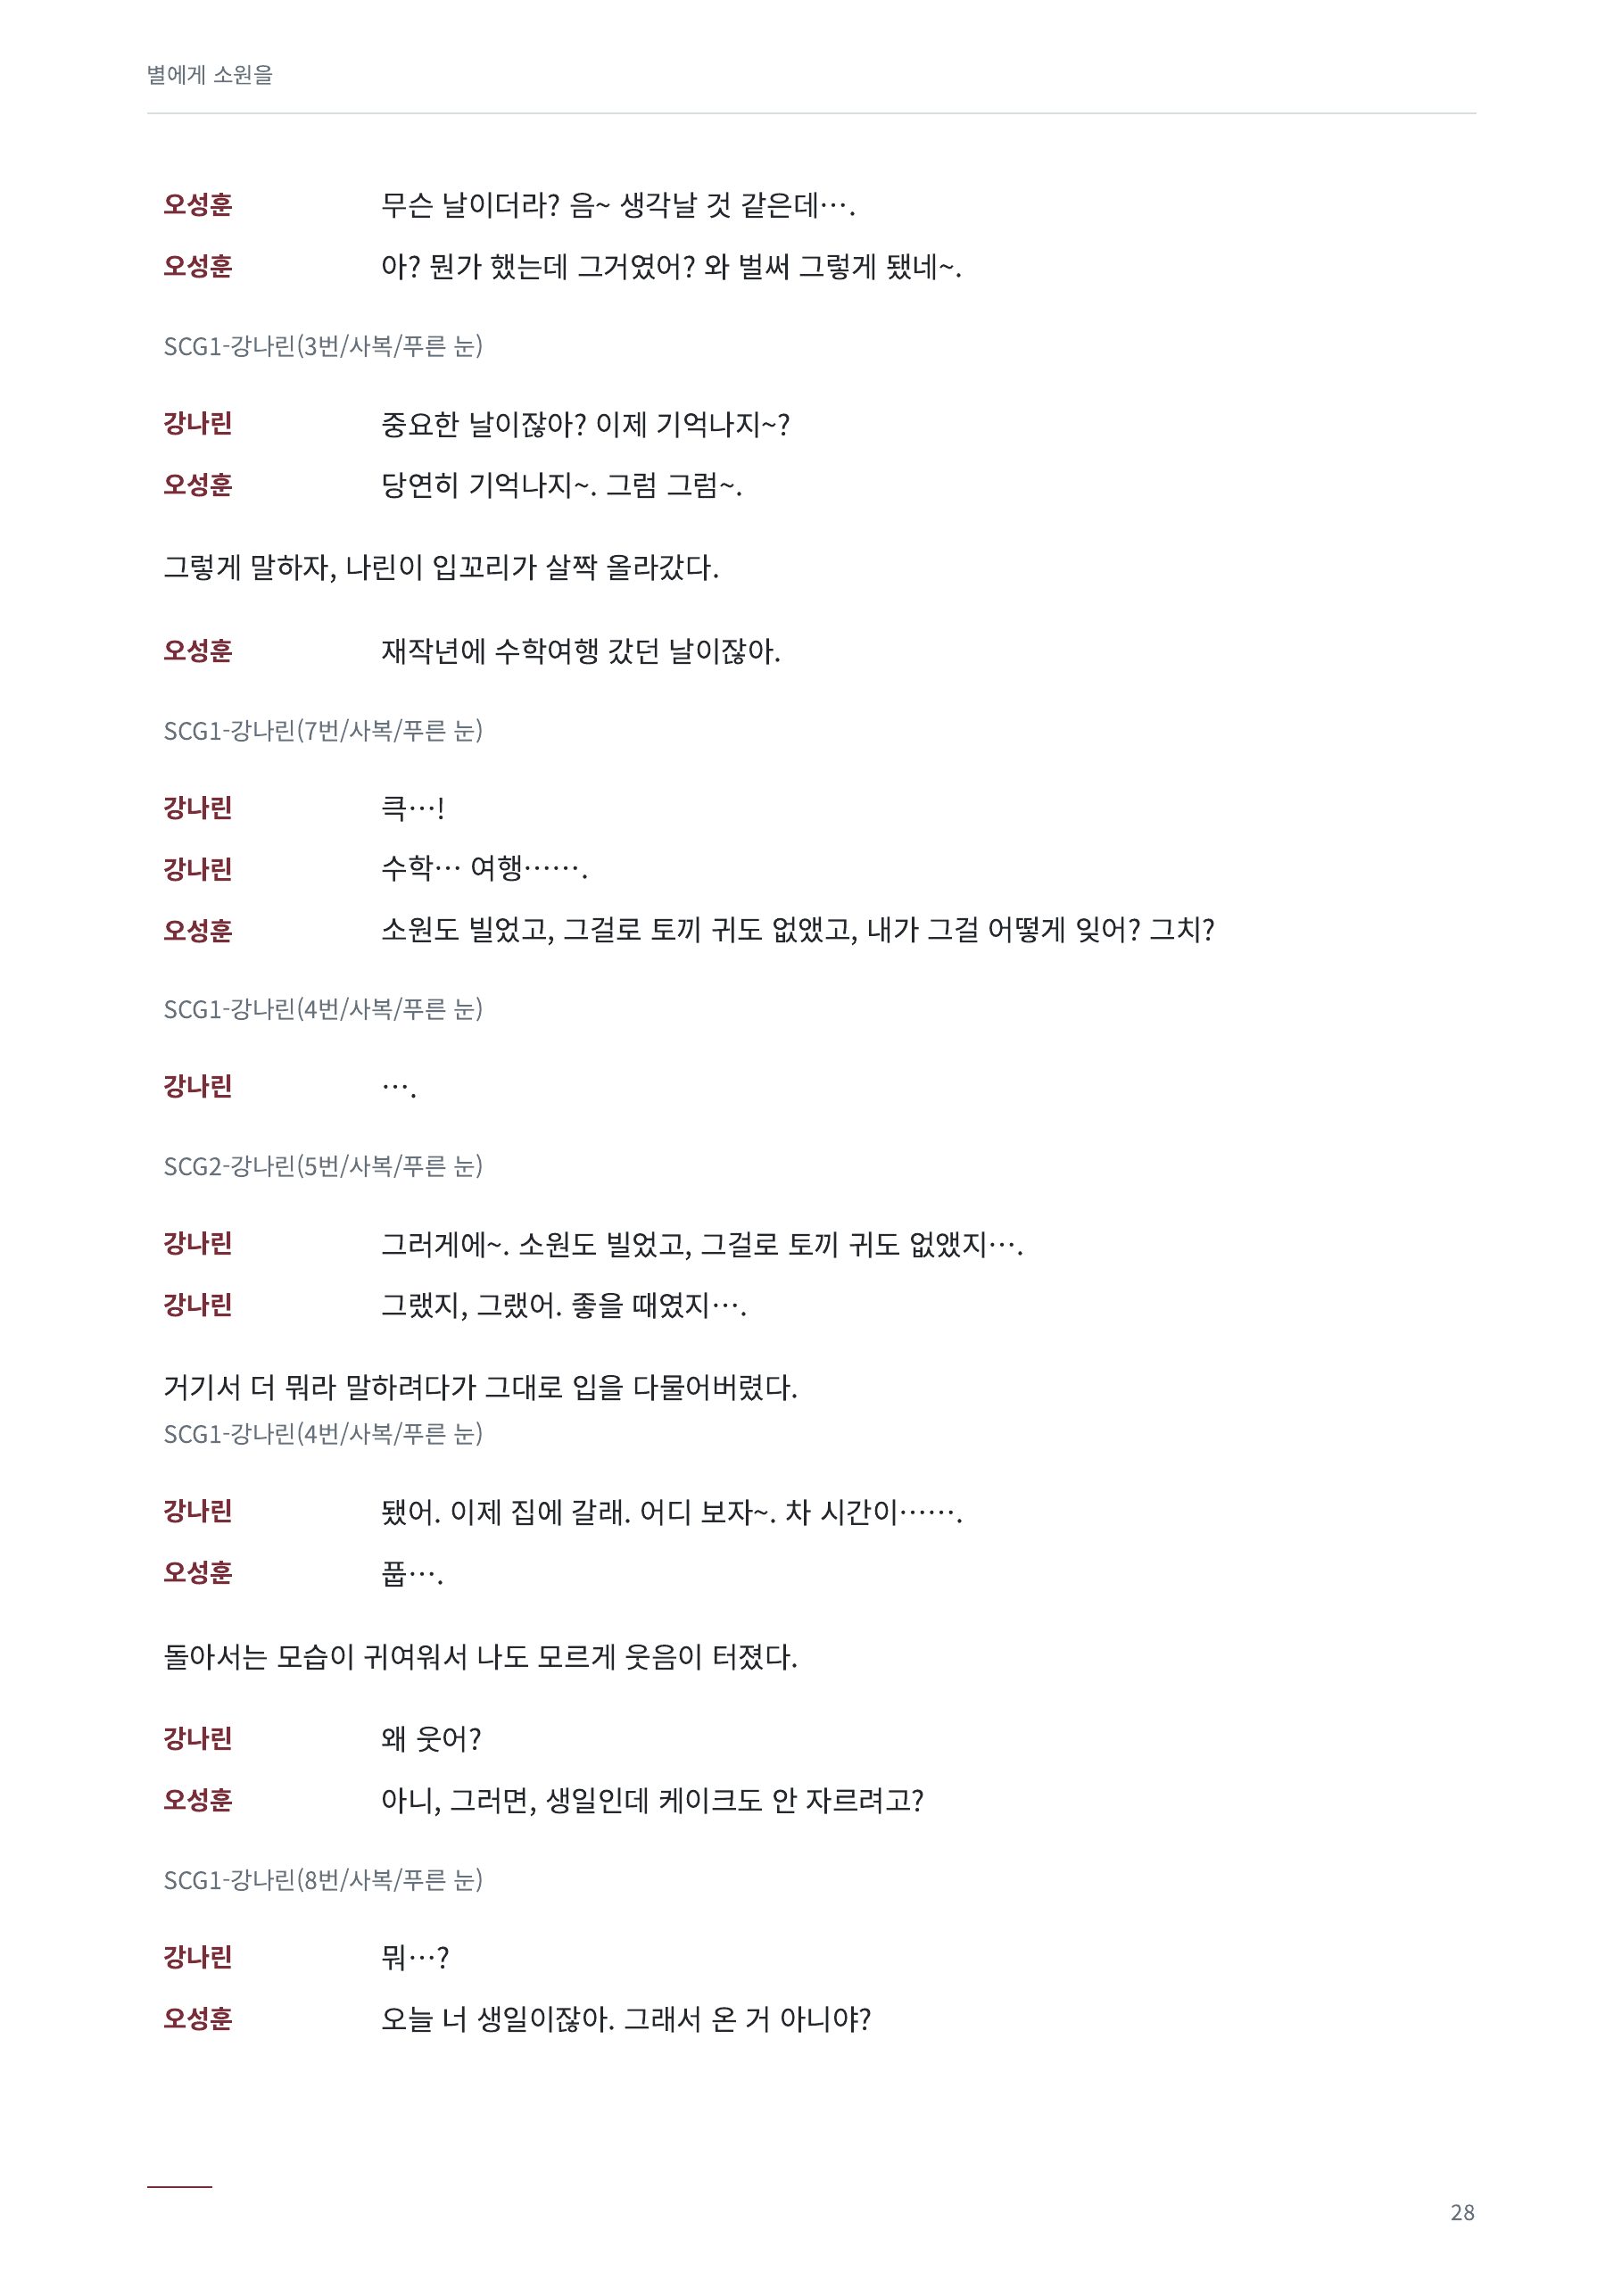 별에게 소원을
오성훈 무슨 날이더라? 음~ 생각날 것 같은데….
오성훈 아? 뭔가 했는데 그거였어? 와 벌써 그렇게 됐네~.
SCG1-강나린(3번/사복/푸른 눈)
강나린 중요한 날이잖아? 이제 기억나지~?
오성훈 당연히 기억나지~. 그럼 그럼~.
그렇게 말하자, 나린이 입꼬리가 살짝 올라갔다.
오성훈 재작년에 수학여행 갔던 날이잖아.
SCG1-강나린(7번/사복/푸른 눈)
강나린 큭…!
강나린 수학… 여행…….
오성훈 소원도 빌었고, 그걸로 토끼 귀도 없앴고, 내가 그걸 어떻게 잊어? 그치?
SCG1-강나린(4번/사복/푸른 눈)
강나린 ….
SCG2-강나린(5번/사복/푸른 눈)
강나린 그러게에~. 소원도 빌었고, 그걸로 토끼 귀도 없앴지….
강나린 그랬지, 그랬어. 좋을 때였지….
거기서 더 뭐라 말하려다가 그대로 입을 다물어버렸다.
SCG1-강나린(4번/사복/푸른 눈)
강나린 됐어. 이제 집에 갈래. 어디 보자~. 차 시간이…….
오성훈 풉….
돌아서는 모습이 귀여워서 나도 모르게 웃음이 터졌다.
강나린 왜 웃어?
오성훈 아니, 그러면, 생일인데 케이크도 안 자르려고?
SCG1-강나린(8번/사복/푸른 눈)
강나린 뭐…?
오성훈 오늘 너 생일이잖아. 그래서 온 거 아니야?
28